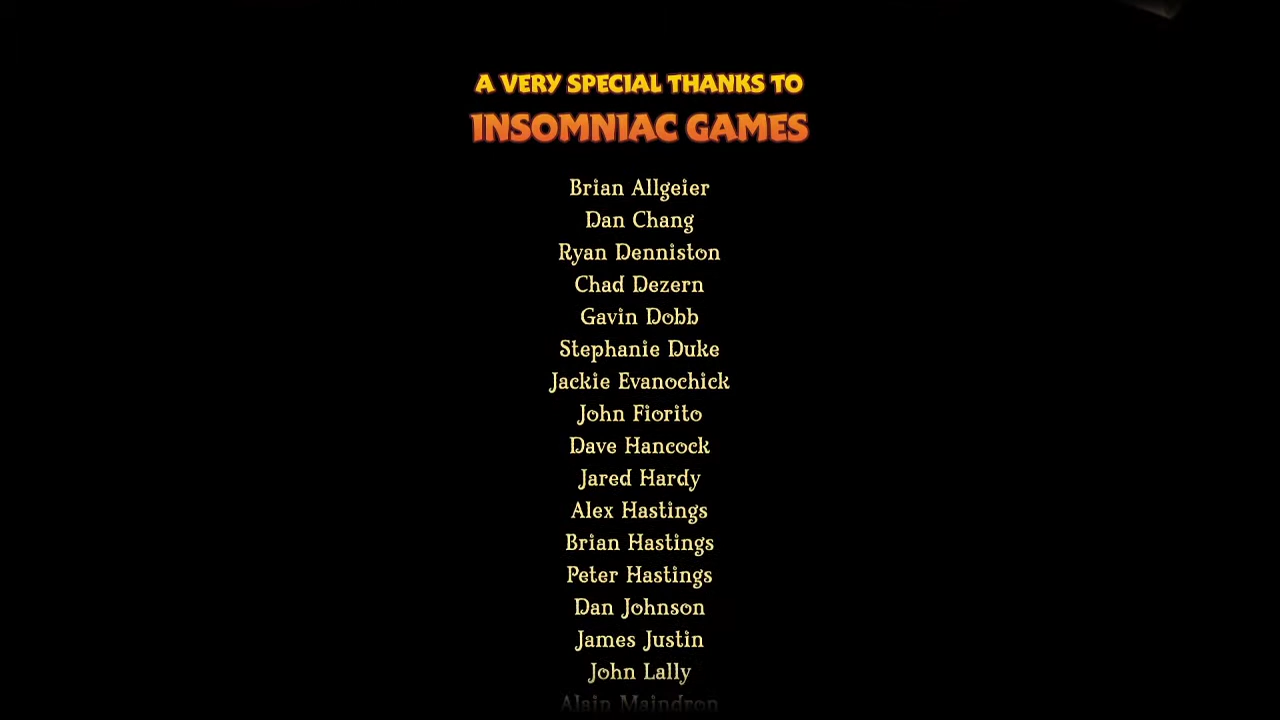 A VERY SPECIAL THANKS TO
INSOMNIAC GAMES
Brian Allgeier
Dan Chang
Ryan Denniston
Chad Dezern
Gavin Dobb
Stephanie Duke
Jackie Evanochick
John Fiorito
Dave Hancock
Jared Hardy
Alex Hastings
Brian Hastings
Peter Hastings
Dan Johnson
James Justin
John Lally
Alain Maindron